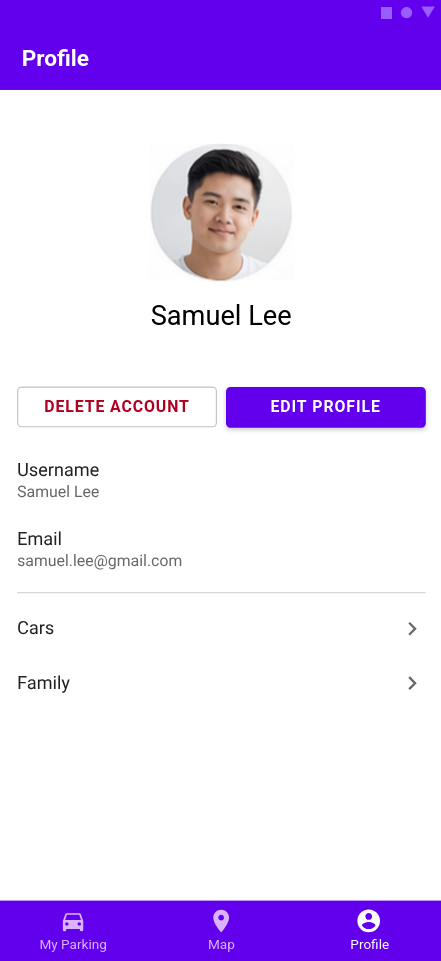 Profile
Samuel Lee
DELETE ACCOUNT
EDIT PROFILE
Username
Samuel Lee
Email
samuel.lee@gmail.com
Cars
Family
My Parking
Map
Profile